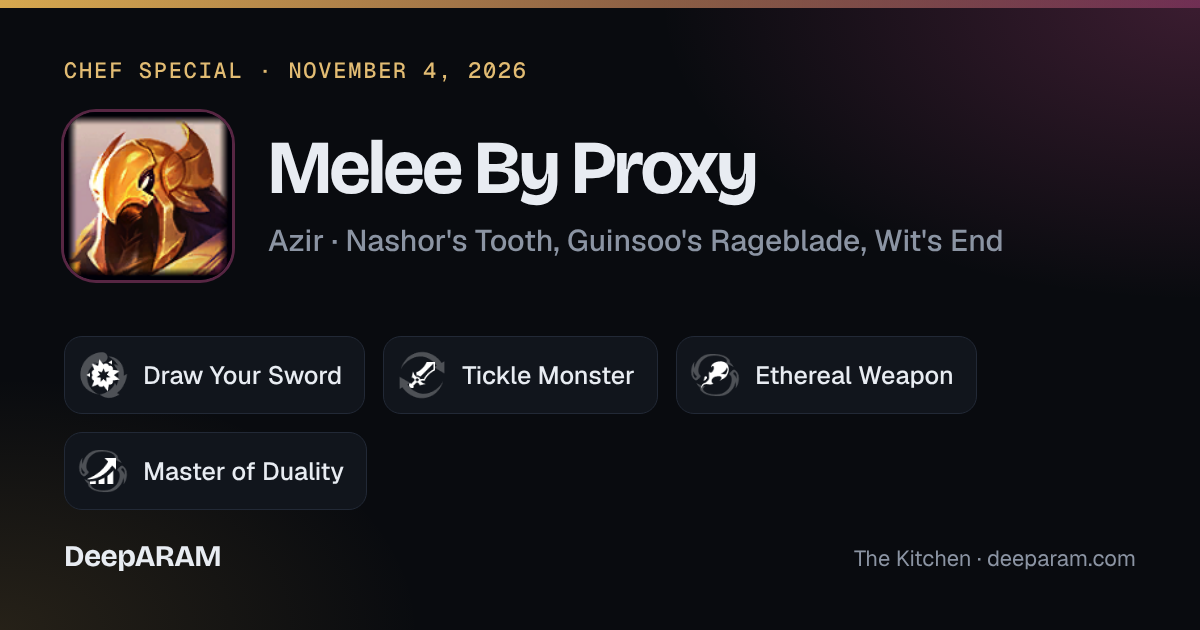 CHEF SPECIAL · NOVEMBER 4, 2026
Melee By Proxy
Azir · Nashor's Tooth, Guinsoo's Rageblade, Wit's End
Draw Your Sword
Tickle Monster
Ethereal Weapon
Master of Duality
DeepARAM
The Kitchen · deeparam.com